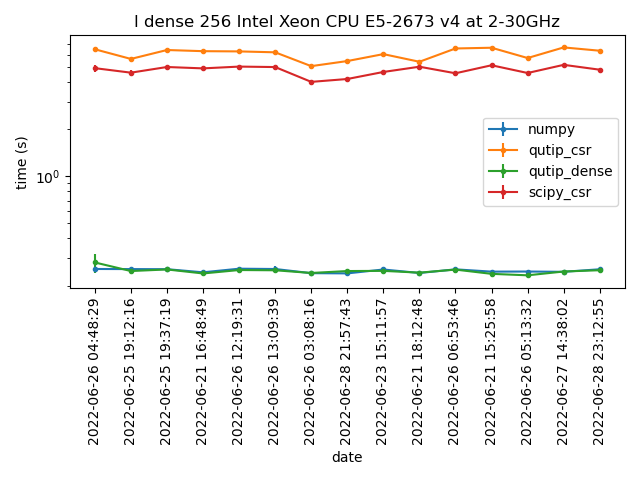 l dense 256 Intel Xeon CPU E5-2673 v4 at 2-30GHz
time (s)
10^0
numpy
qutip_csr
qutip_dense
scipy_csr
2022-06-26 04:48:29
2022-06-25 19:12:16
2022-06-25 19:37:19
2022-06-21 16:48:49
2022-06-26 12:19:31
2022-06-26 13:09:39
2022-06-26 03:08:16
2022-06-28 21:57:43
2022-06-23 15:11:57
2022-06-21 18:12:48
2022-06-26 06:53:46
2022-06-21 15:25:58
2022-06-26 05:13:32
2022-06-27 14:38:02
2022-06-28 23:12:55
date